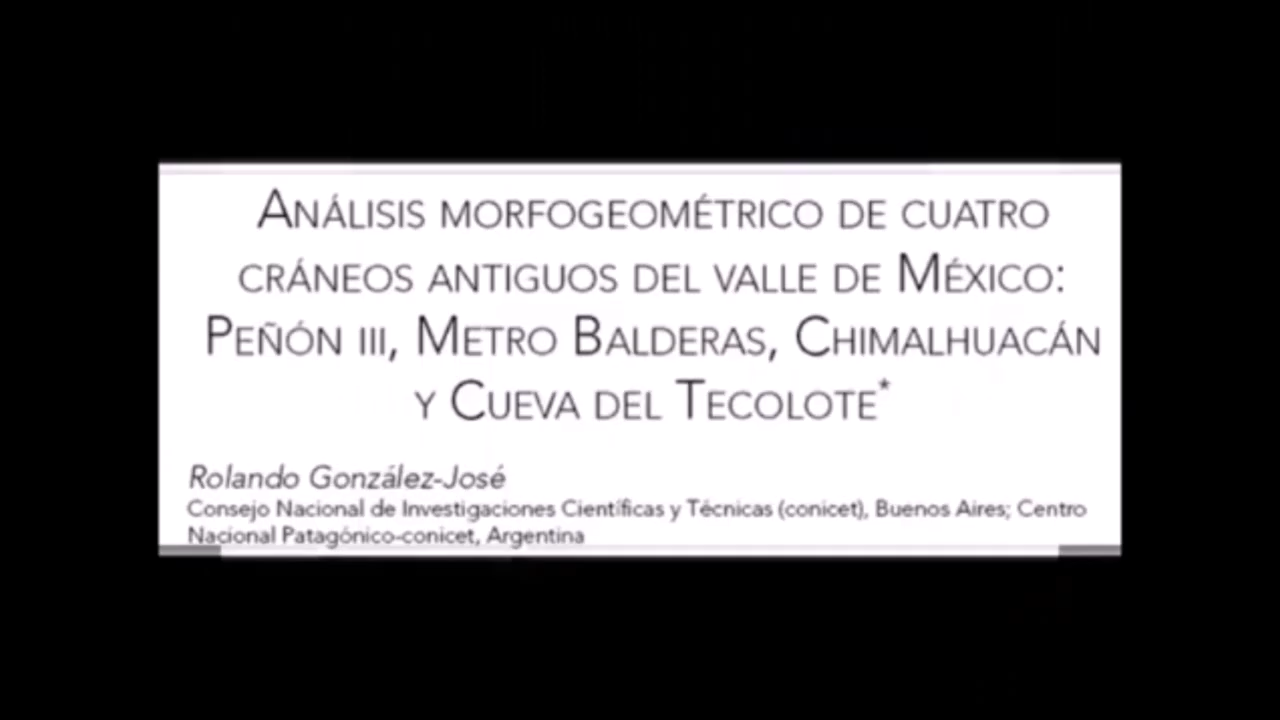 Análisis morfogeométrico de cuatro
cráneos antiguos del valle de México:
Peñón iii, Metro Balderas, Chimalhuacán
y Cueva del Tecolote*
Rolando González-José
Consejo Nacional de Investigaciones Científicas y Técnicas (conicet), Buenos Aires; Centro
Nacional Patagónico-conicet, Argentina